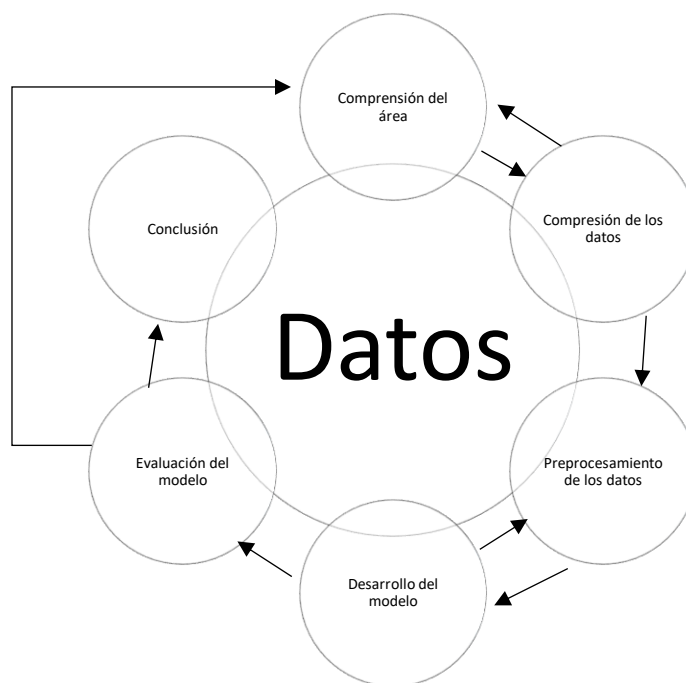 Comprensión del
área
Compresión de los
datos
Preprocesamiento
de los datos
Desarrollo del
modelo
Evaluación del
modelo
Conclusión
Datos